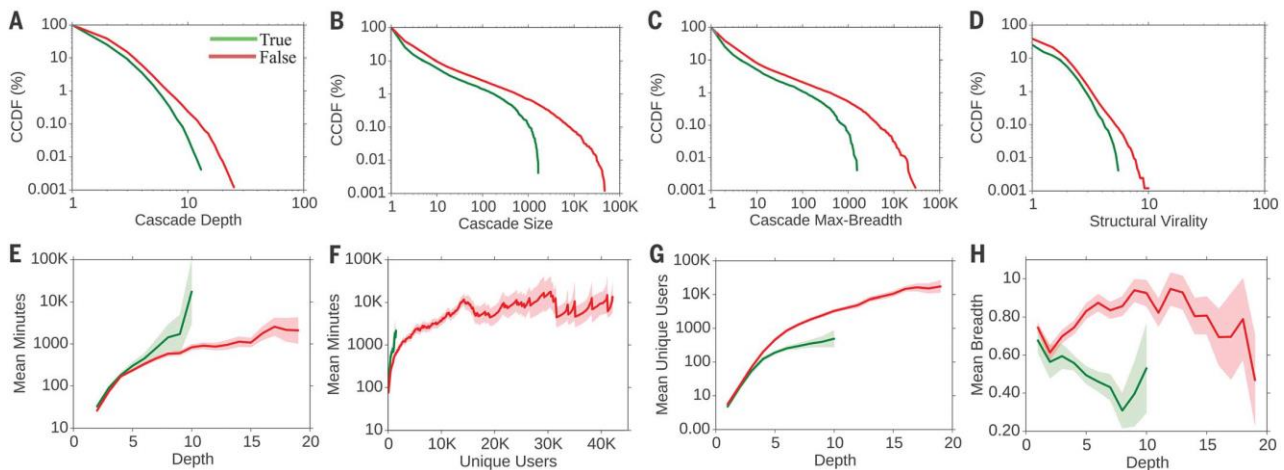 A
CCDF (%)
100
10
1
0.10
0.01
0.001
1
10
100
Cascade Depth
True
False
B
CCDF (%)
100
10
1
0.10
0.01
0.001
1
10
100
1000
10K
100K
Cascade Size
C
CCDF (%)
100
10
1
0.10
0.01
0.001
1
10
100
1000
10K
100K
Cascade Max-Breadth
D
CCDF (%)
100
10
1
0.10
0.01
0.001
1
10
100
Structural Virality
E
Mean Minutes
100K
10K
1000
100
10
0
5
10
15
20
Depth
F
Mean Minutes
100K
10K
1000
100
10
0
10K
20K
30K
40K
Unique Users
G
Mean Unique Users
100K
10K
1000
100
10
0.00
0
5
10
15
20
Depth
H
Mean Breadth
1.0
0.80
0.60
0.40
0.20
0
5
10
15
20
Depth